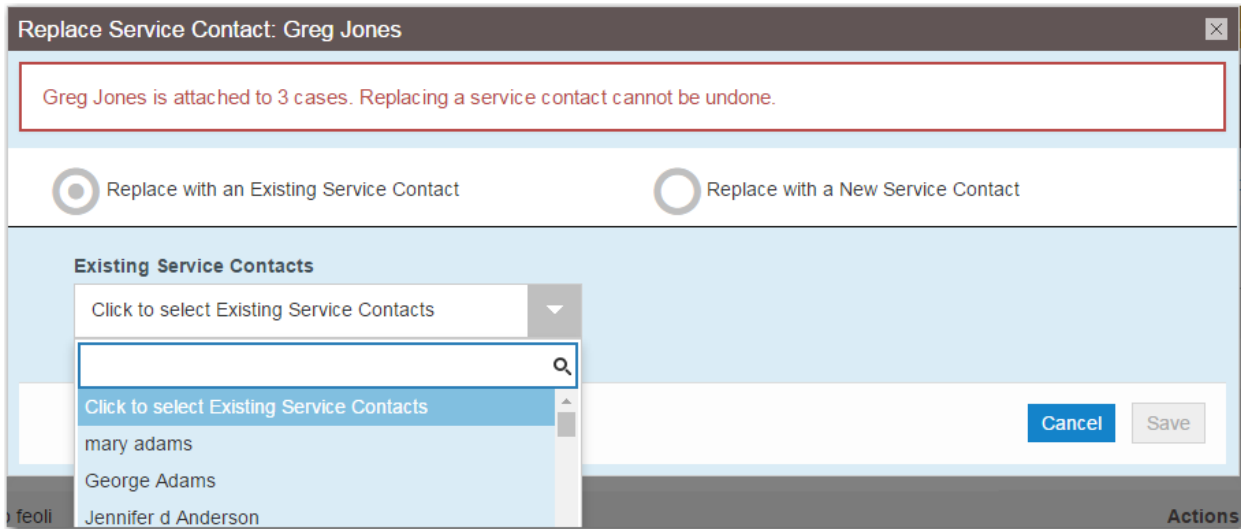 Replace Service Contact: Greg Jones
Greg Jones is attached to 3 cases. Replacing a service contact cannot be undone.
Replace with an Existing Service Contact
Replace with a New Service Contact
Existing Service Contacts
Click to select Existing Service Contacts
Click to select Existing Service Contacts
mary adams
Cancel Save
George Adams
Jennifer d Anderson
feoli
Actions